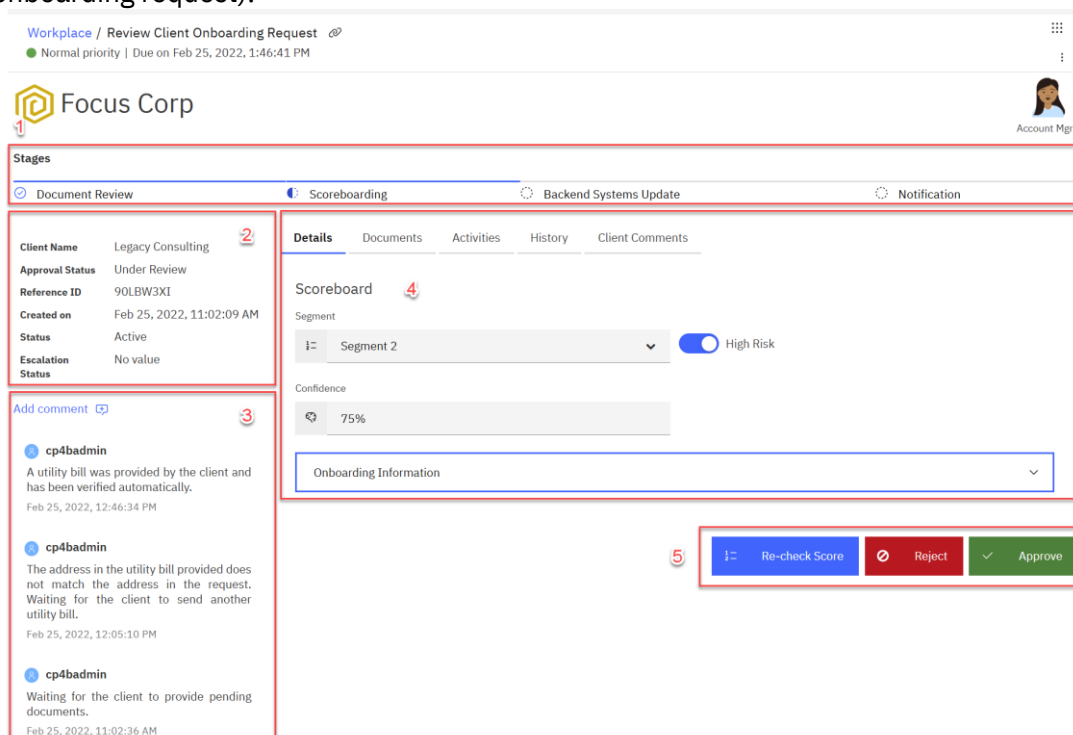 onboarding request).
Workplace / Review Client Onboarding Request
Normal priority | Due on Feb 25, 2022, 1:46:41 PM
Focus Corp
1
Account Mgr
Stages
Document Review
Scoreboarding
Backend Systems Update
Notification
2
Client Name Legacy Consulting
Approval Status Under Review
Reference ID 90LBW3XI
Created on Feb 25, 2022, 11:02:09 AM
Status Active
Escalation Status No value
3
Add comment
cp4badmin
A utility bill was provided by the client and
has been verified automatically.
Feb 25, 2022, 12:46:34 PM
cp4badmin
The address in the utility bill provided does
not match the address in the request.
Waiting for the client to send another
utility bill.
Feb 25, 2022, 12:05:10 PM
cp4badmin
Waiting for the client to provide pending
documents.
Feb 25, 2022, 11:02:36 AM
Details Documents Activities History Client Comments
Scoreboard
4
Segment
Segment 2
High Risk
Confidence
75%
Onboarding Information
5
Re-check Score
Reject
Approve